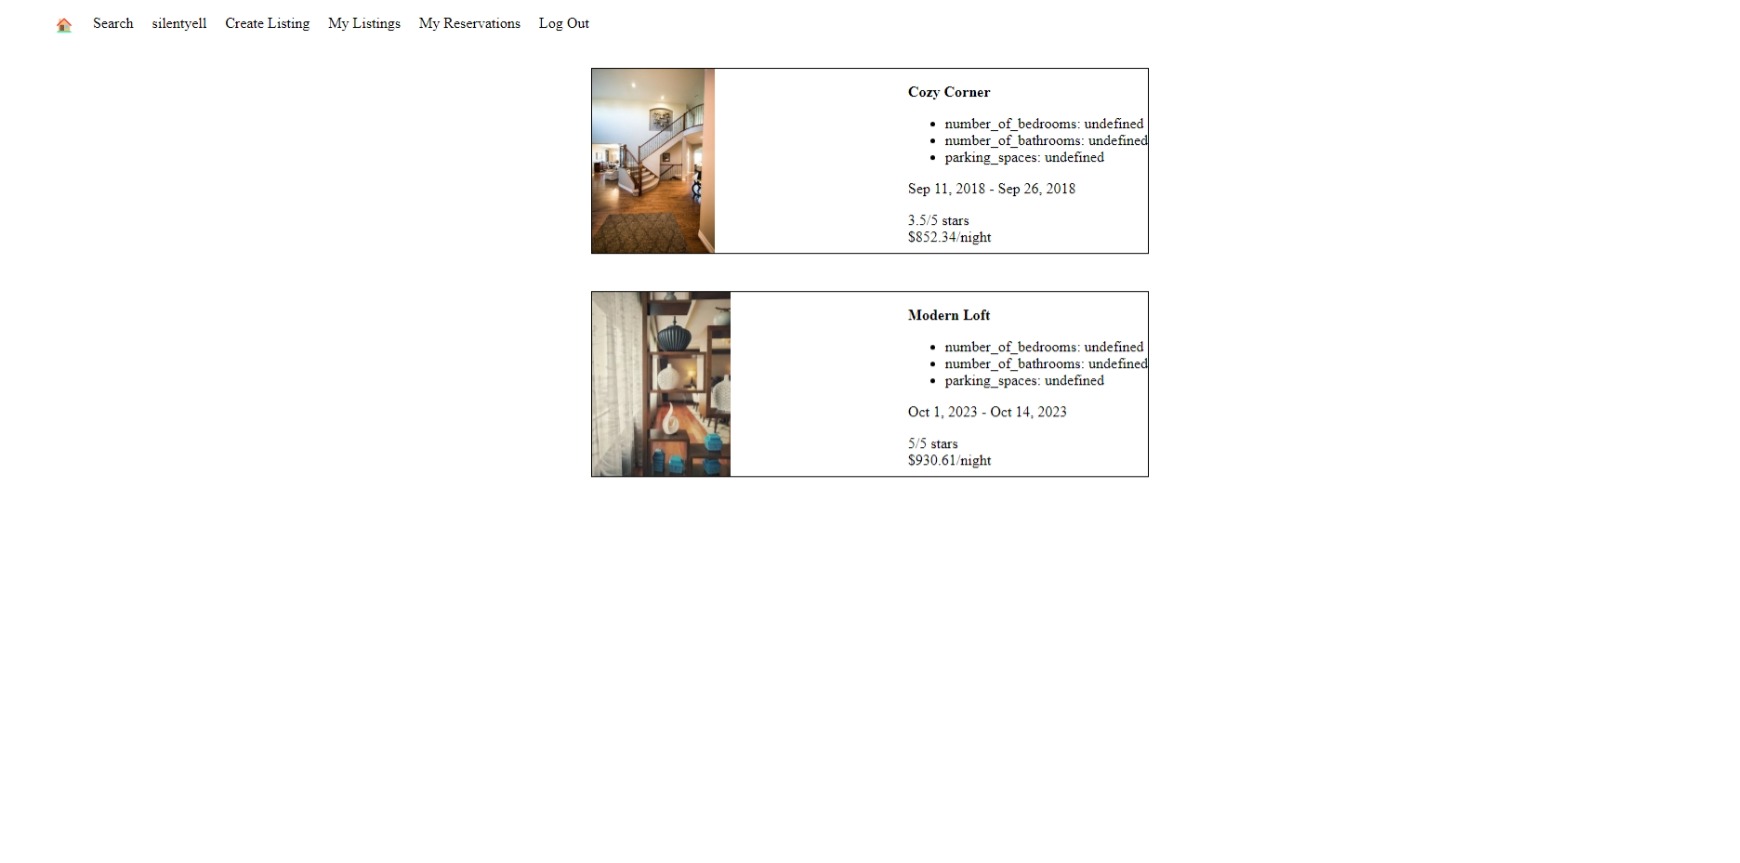 Search silentyell Create Listing My Listings My Reservations Log Out
Cozy Corner
number_of_bedrooms: undefined
number_of_bathrooms: undefined
parking_spaces: undefined
Sep 11, 2018 - Sep 26, 2018
3.5/5 stars
$852.34/night
Modern Loft
number_of_bedrooms: undefined
number_of_bathrooms: undefined
parking_spaces: undefined
Oct 1, 2023 - Oct 14, 2023
5/5 stars
$930.61/night